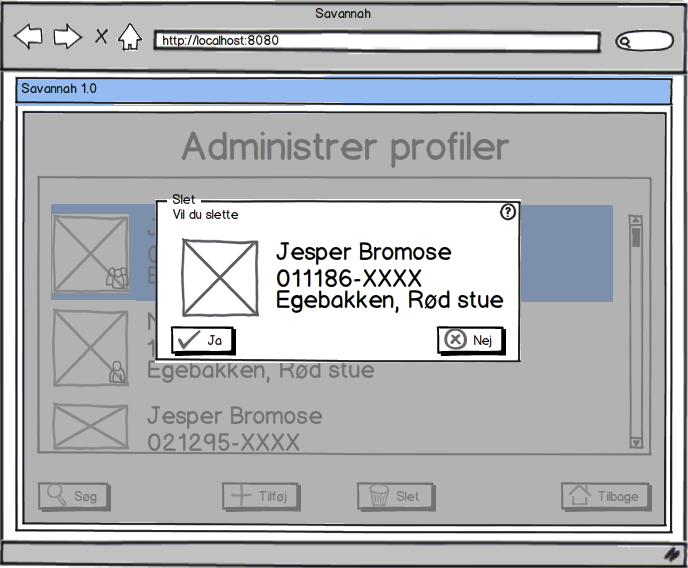 Savannah
http://localhost:8080
Savannah 1.0
Administrer profiler
Slet
Vil du slette
Jesper Bromose
011186-XXXX
Egebakken, Rød stue
Ja
Nej
Egebakken, Rød stue
Jesper Bromose
021295-XXXX
Søg
Tilføj
Slet
Tilbage